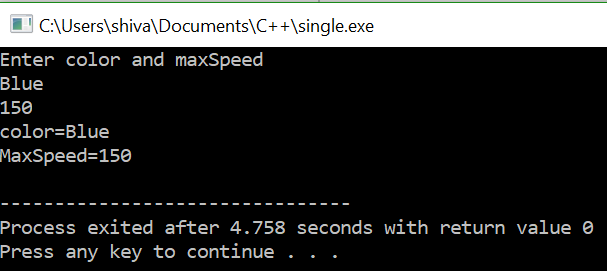 C:\Users\shiva\Documents\C++\single.exe
Enter color and maxSpeed
Blue
150
color=Blue
MaxSpeed=150
--------------------------------
Process exited after 4.758 seconds with return value 0
Press any key to continue . . .